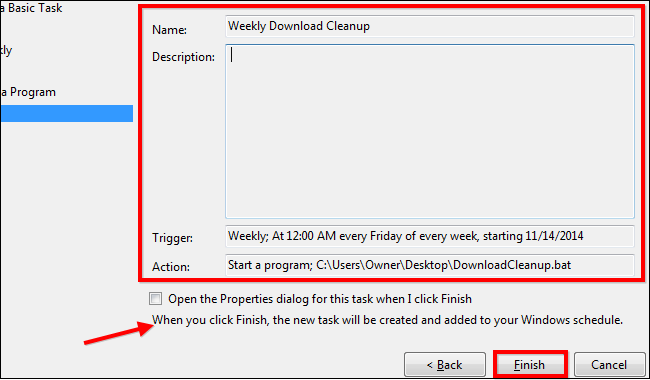 a Basic Task
Name: Weekly Download Cleanup
Description:
kly
a Program
Trigger: Weekly; At 12:00 AM every Friday of every week, starting 11/14/2014
Action: Start a program; C:\Users\Owner\Desktop\DownloadCleanup.bat
Open the Properties dialog for this task when I click Finish
When you click Finish, the new task will be created and added to your Windows schedule.
< Back Finish Cancel